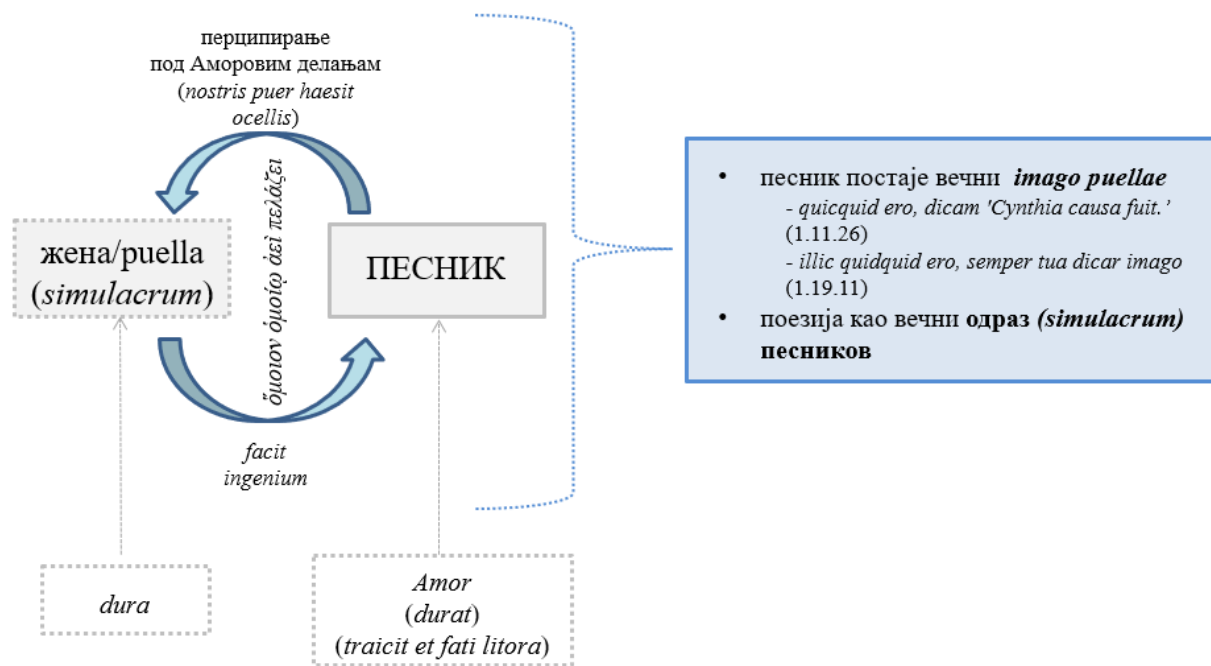 перципирање
под Аморовим делањам
(nostris puer haesit
ocellis)
жена/puella
(simulacrum)
ὅμοιον ὁμοίῳ ἀεὶ πελάζει
ПЕСНИК
facit
ingenium
dura
Amor
(durat)
(traicit et fati litora)
• песник постаје вечни imago puellae
- quicquid ero, dicam 'Cynthia causa fuit.’
(1.11.26)
- illic quidquid ero, semper tua dicar imago
(1.19.11)
• поезија као вечни одраз (simulacrum)
песников